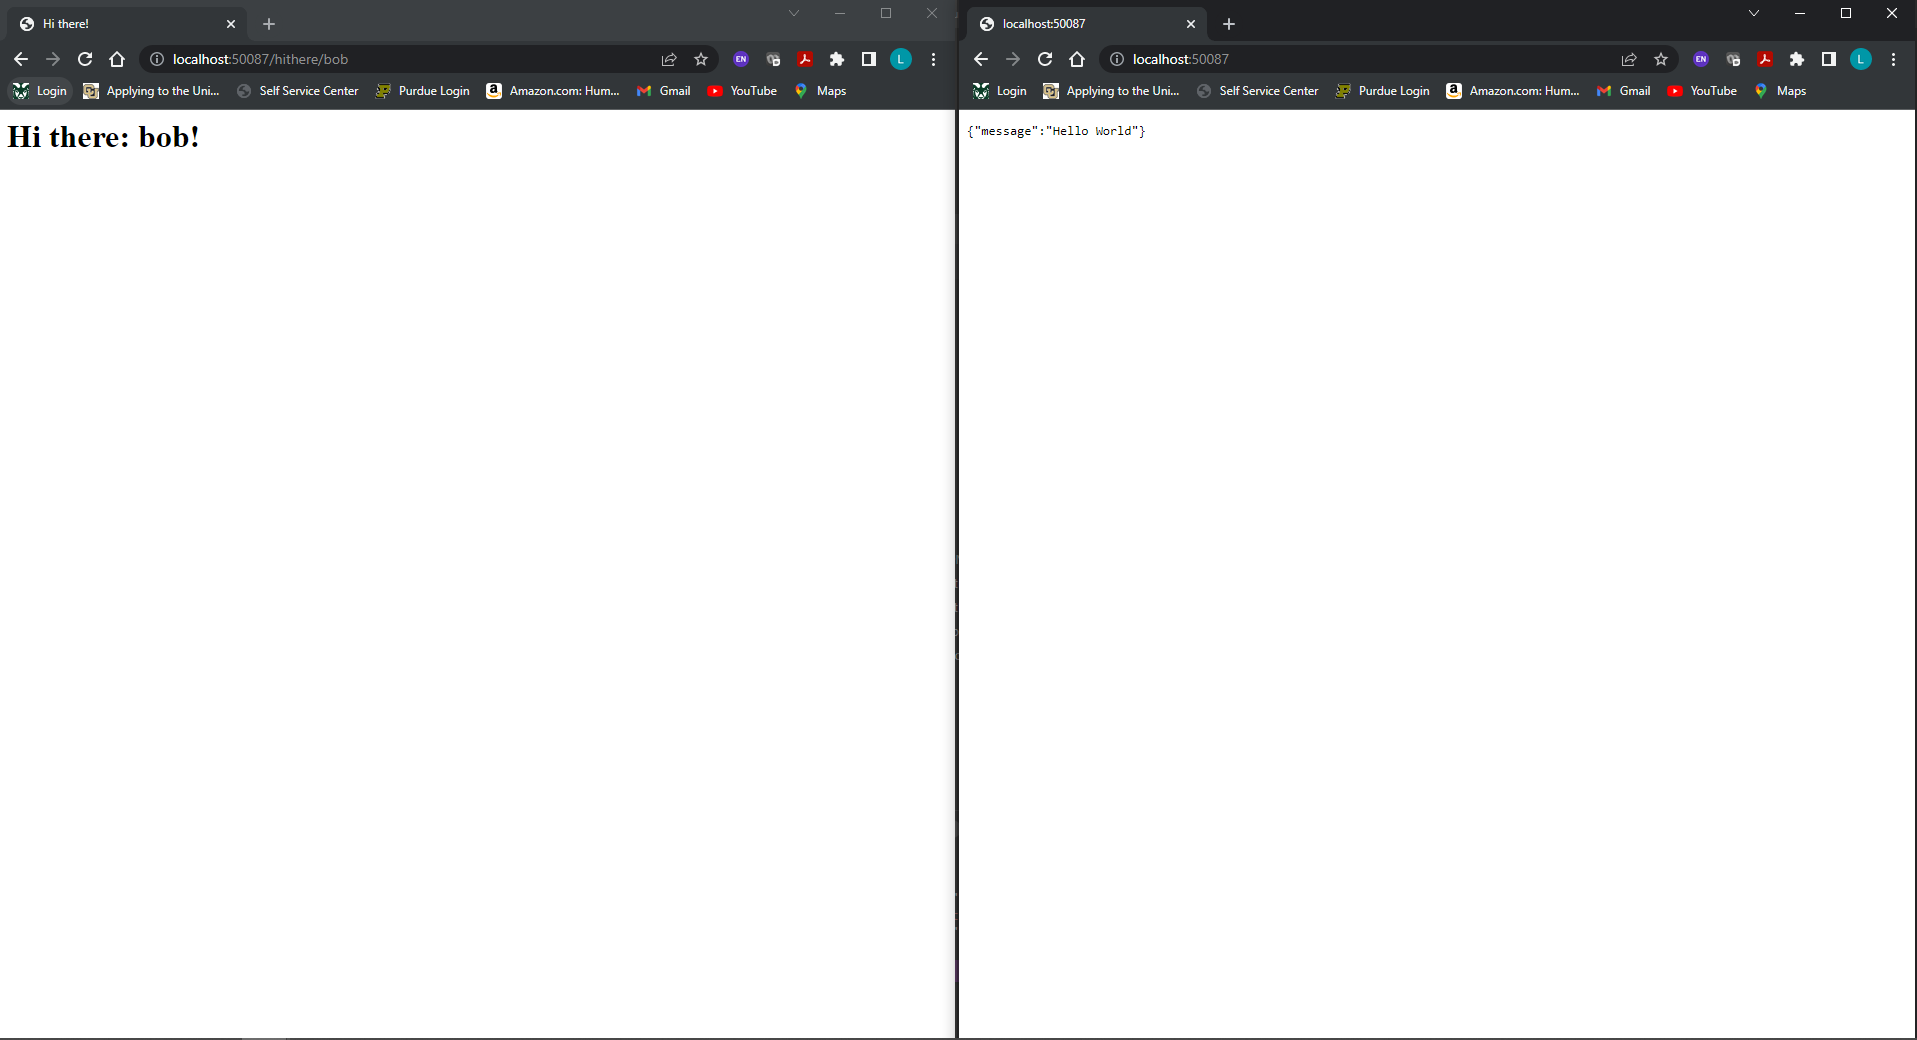 Hi there!
localhost:50087/hithere/bob
EN
L
Login Applying to the Uni... Self Service Center Purdue Login Amazon.com: Hum... Gmail YouTube Maps
Hi there: bob!
localhost:50087
localhost:50087
EN
L
Login Applying to the Uni... Self Service Center Purdue Login Amazon.com: Hum... Gmail YouTube Maps
{"message":"Hello World"}